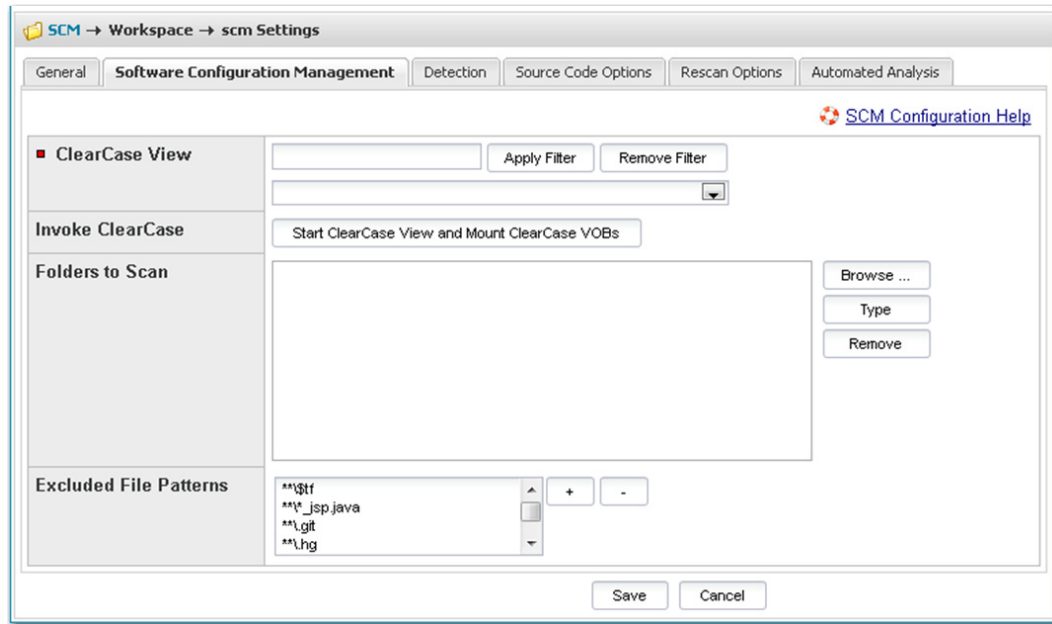 SCM → Workspace → scm Settings
General Software Configuration Management Detection Source Code Options Rescan Options Automated Analysis
SCM Configuration Help
ClearCase View Apply Filter Remove Filter
Invoke ClearCase Start ClearCase View and Mount ClearCase VOBs
Folders to Scan Browse ...
Type
Remove
Excluded File Patterns **\$tf + -
**\*_jsp.java
**\.git
**\.hg
Save Cancel